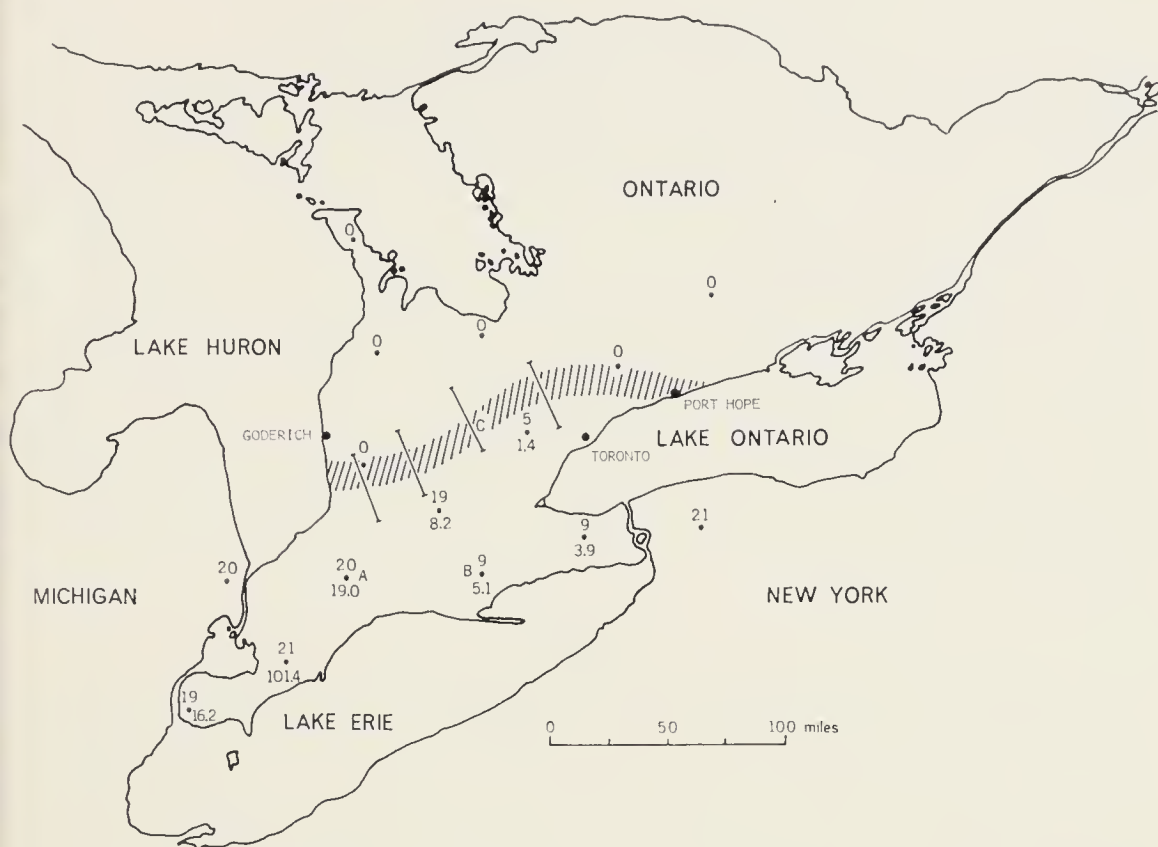 ONTARIO
0
0
0
LAKE HURON
0
0
PORT HOPE
C
5
1.4
GODERICH
LAKE ONTARIO
TORONTO
0
19
8.2
9
3.9
21
20
20
A
19.0
9
B
5.1
MICHIGAN
NEW YORK
21
101.4
19
16.2
LAKE ERIE
0 50 100 miles